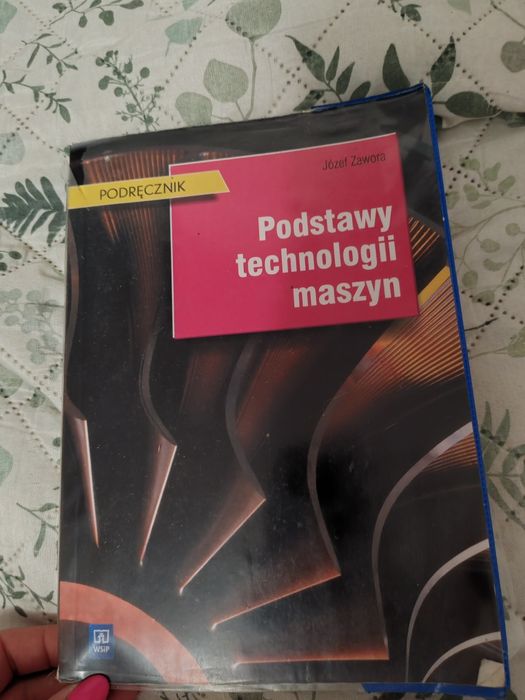 Józef Zawora
PODRĘCZNIK
Podstawy
technologii
maszyn
WSiP